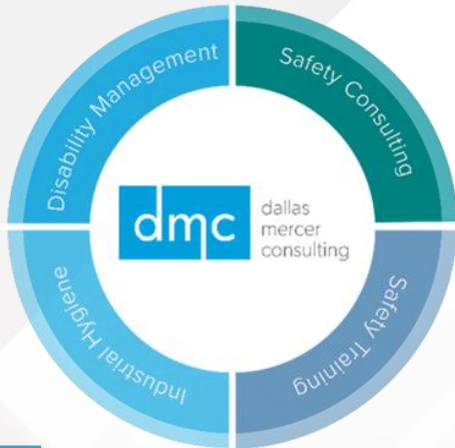 Disability Management
Safety Consulting
dmc
dallas
mercer
consulting
Industrial Hygiene
Safety Training